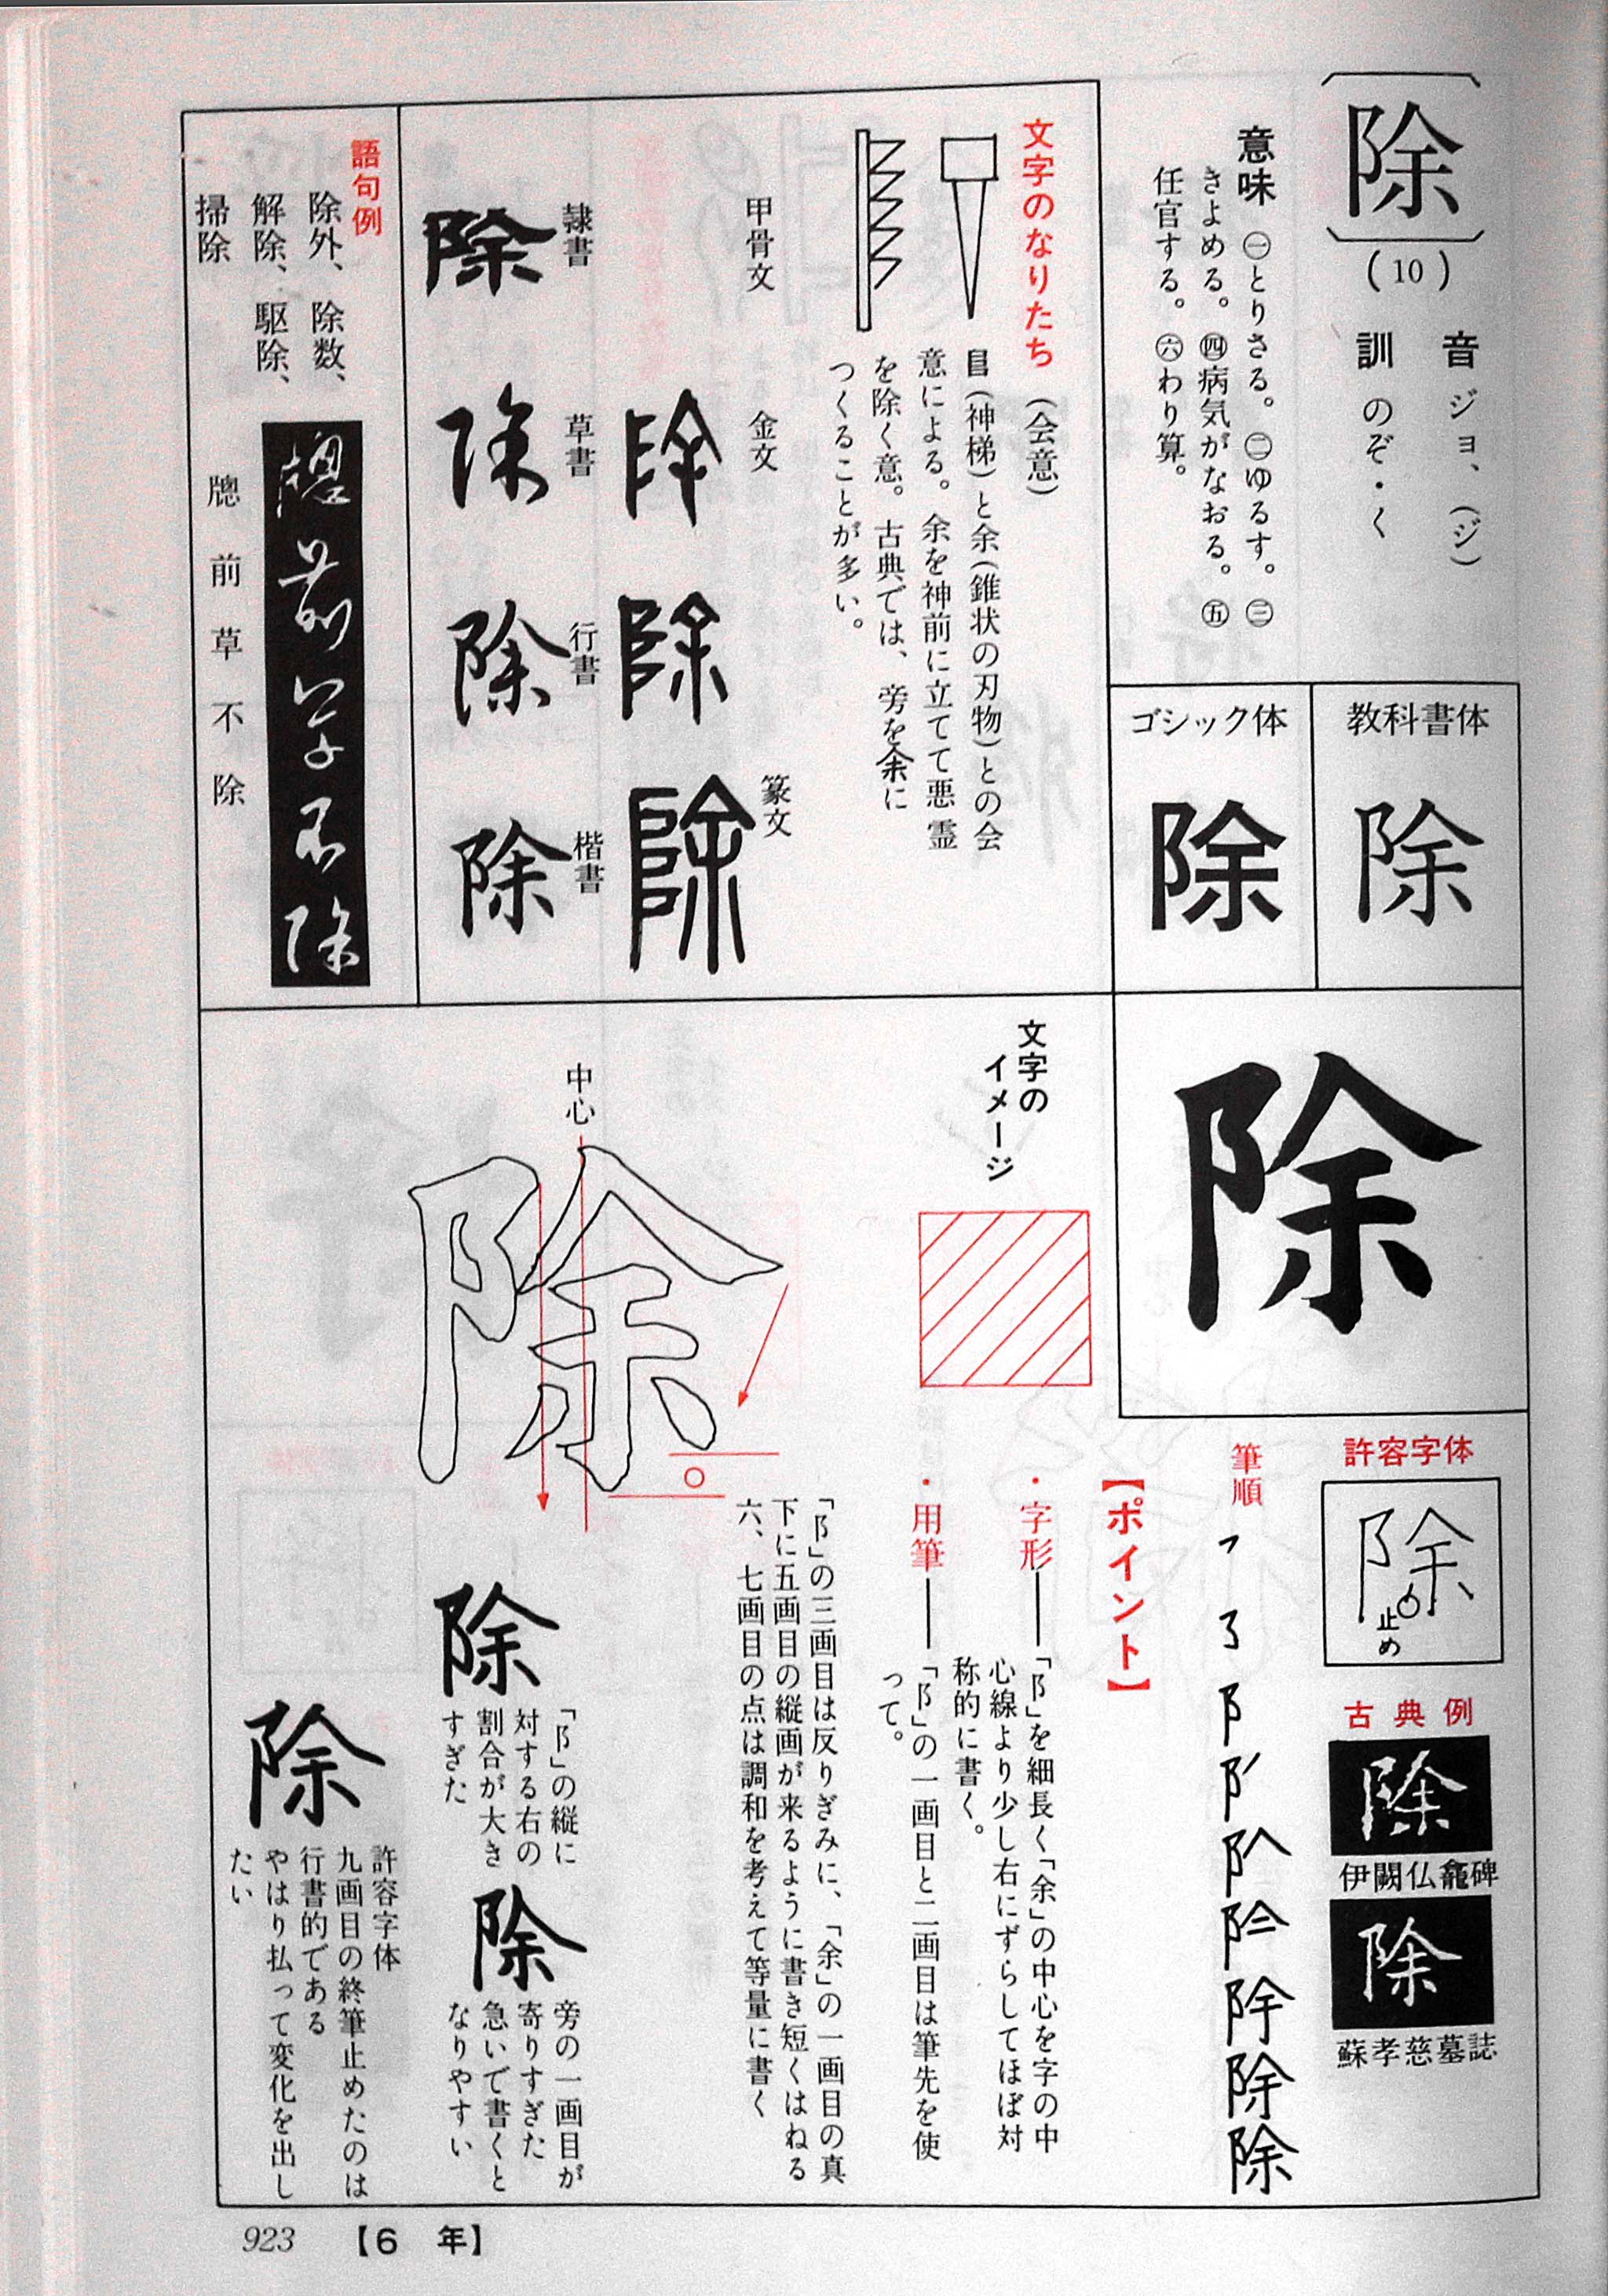 除
(10)
音 ジョ、(ジ)
訓 のぞ・く
意味 ㊀とりさる。㊁ゆるす。㊂
きよめる。㊃病気がなおる。㊄
任官する。㊅わり算。
教科書体
除
ゴシック体
除
文字のなりたち(会意)
𨸏(神梯)と余(錐状の刃物)との会
意による。余を神前に立てて悪霊
を除く意。古典では、旁を余に
つくることが多い。
甲骨文
金文
除
除
篆文
除
隷書
除
草書
除
行書
除
楷書
除
語句例
除外、除数、
解除、駆除、
掃除
牕前草不除
牕前草不除
除
許容字体
除
止め
古典例
除
伊闕仏龕碑
除
蘇孝慈墓誌
筆順
除
文字の
イメージ
【ポイント】
・字形――「阝」を細長く「余」の中心を字の中
心線より少し右にずらしてほぼ対
称的に書く。
・用筆――「阝」の一画目と二画目は筆先を使
って。
「阝」の三画目は反りぎみに、「余」の一画目の真
下に五画目の縦画が来るように書き短くはねる
六、七画目の点は調和を考えて等量に書く
中心
除
除
「阝」の縦に
対する右の
割合が大き
すぎた
除
旁の一画目が
寄りすぎた
急いで書くと
なりやすい
除
許容字体
九画目の終筆止めたのは
行書的である
やはり払って変化を出し
たい
923 【6 年】